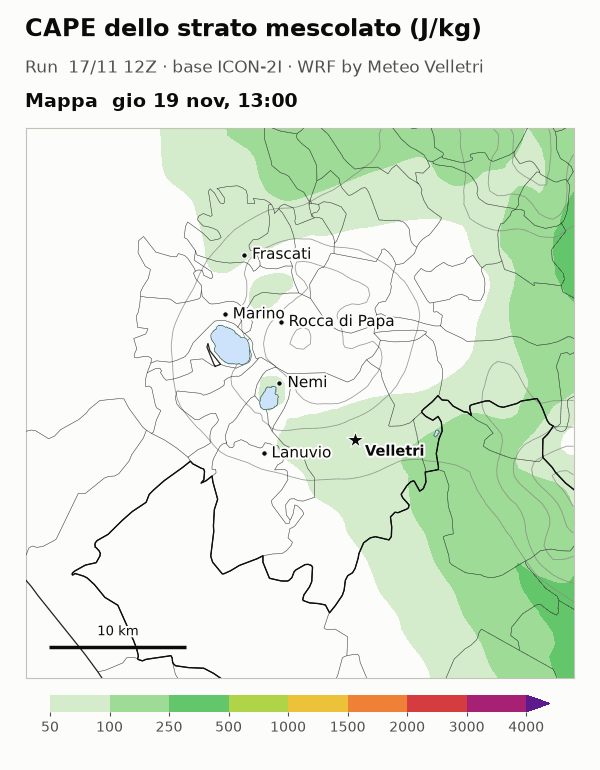 CAPE dello strato mescolato (J/kg)
Run  17/11 12Z · base ICON-2I · WRF by Meteo Velletri
Mappa  gio 19 nov, 13:00
Frascati
Marino
Rocca di Papa
Nemi
Velletri
Lanuvio
10 km
50 100 250 500 1000 1500 2000 3000 4000